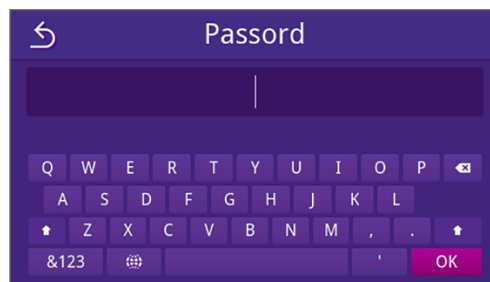 Passord
Q W E R T Y U I O P
A S D F G H J K L
Z X C V B N M , .
&123 ' OK